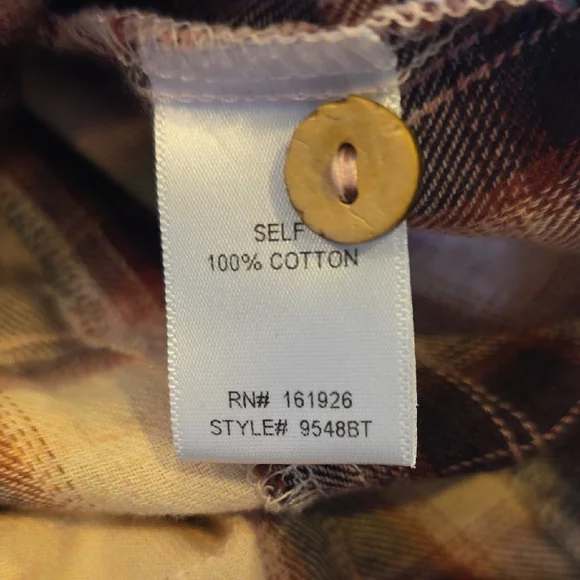 SELF
100% COTTON
RN# 161926
STYLE# 9548BT